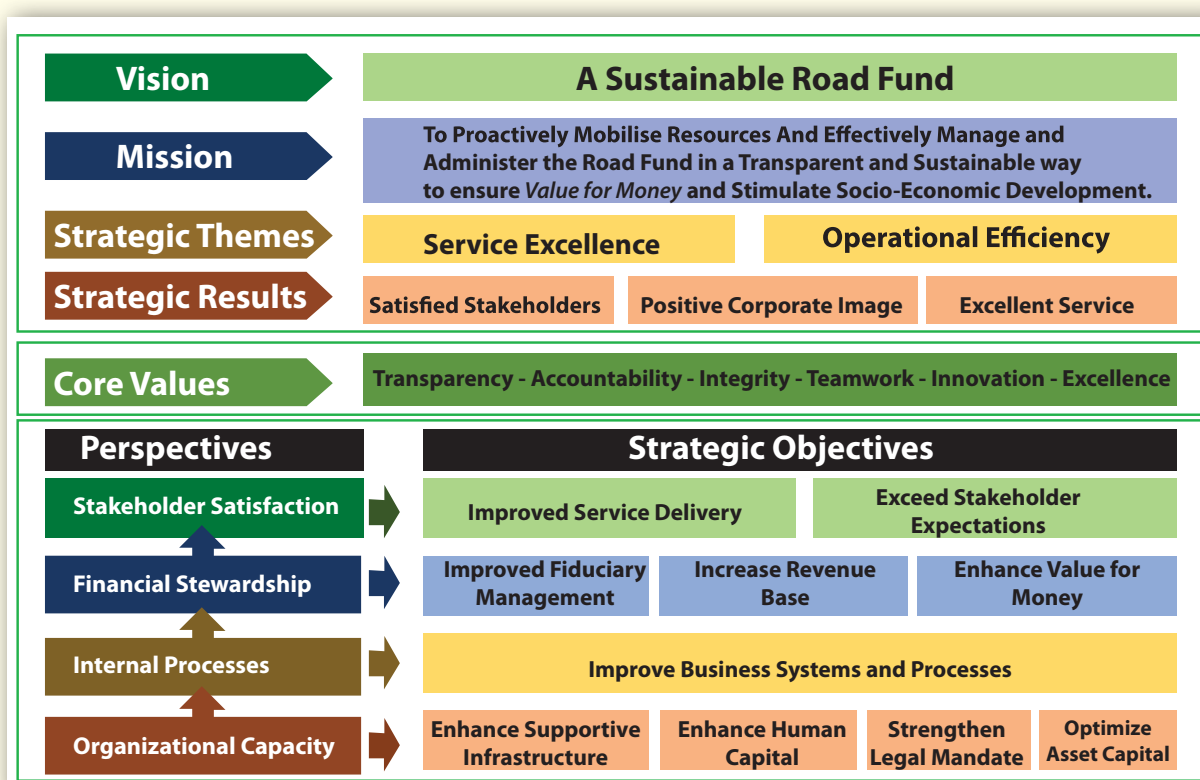 Vision
A Sustainable Road Fund
Mission
To Proactively Mobilise Resources And Effectively Manage and
Administer the Road Fund in a Transparent and Sustainable way
to ensure Value for Money and Stimulate Socio-Economic Development.
Strategic Themes
Service Excellence
Operational Efficiency
Strategic Results
Satisfied Stakeholders
Positive Corporate Image
Excellent Service
Core Values
Transparency - Accountability - Integrity - Teamwork - Innovation - Excellence
Perspectives
Strategic Objectives
Stakeholder Satisfaction
Improved Service Delivery
Exceed Stakeholder
Expectations
Financial Stewardship
Improved Fiduciary
Management
Increase Revenue
Base
Enhance Value for
Money
Internal Processes
Improve Business Systems and Processes
Organizational Capacity
Enhance Supportive
Infrastructure
Enhance Human
Capital
Strengthen
Legal Mandate
Optimize
Asset Capital